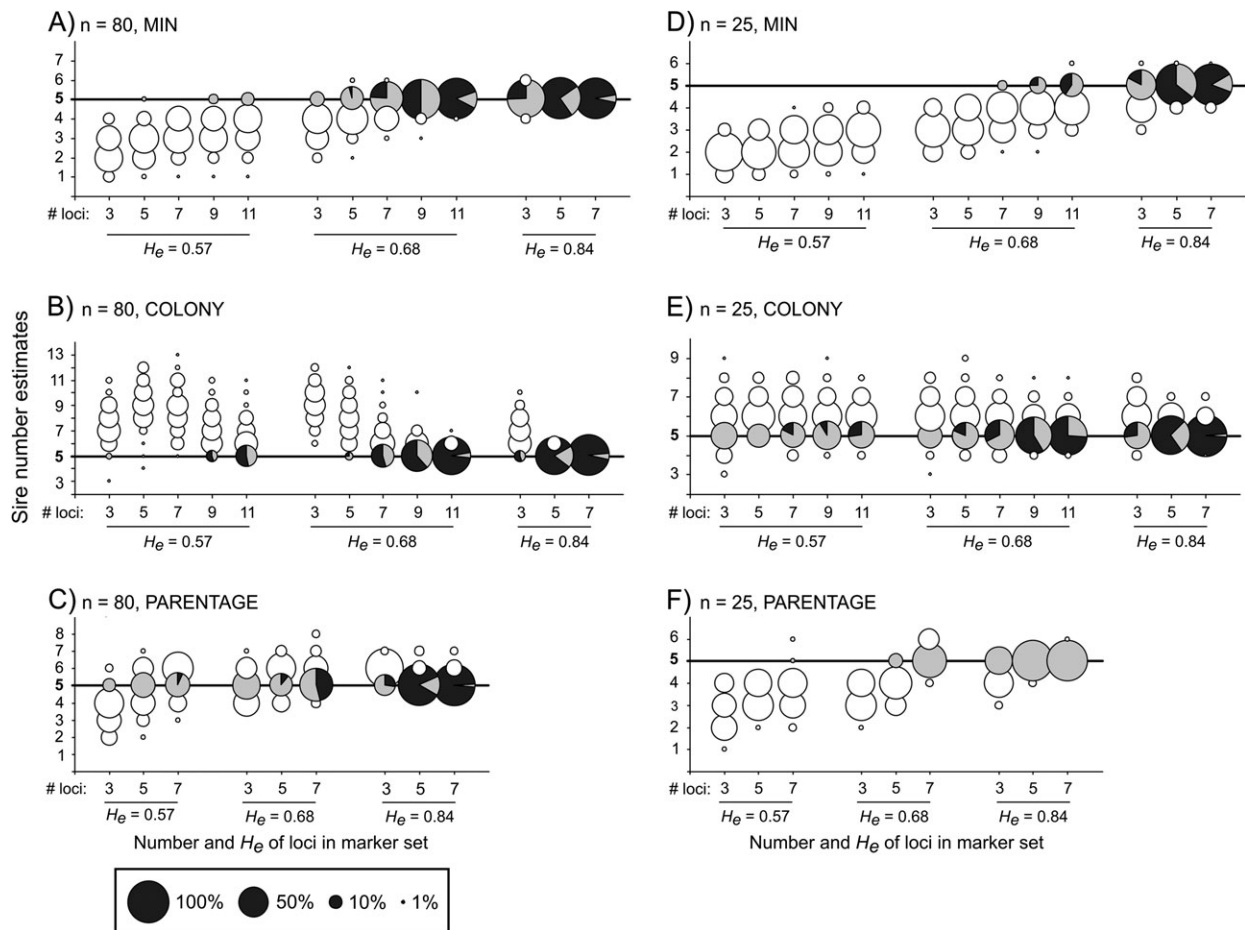 A) n = 80, MIN
7
6
5
4
3
2
1
# loci: 3 5 7 9 11 3 5 7 9 11 3 5 7
He = 0.57 He = 0.68 He = 0.84
B) n = 80, COLONY
13
11
9
7
5
3
# loci: 3 5 7 9 11 3 5 7 9 11 3 5 7
He = 0.57 He = 0.68 He = 0.84
Sire number estimates
C) n = 80, PARENTAGE
8
7
6
5
4
3
2
1
# loci: 3 5 7 3 5 7 3 5 7
He = 0.57 He = 0.68 He = 0.84
Number and He of loci in marker set
100% 50% 10% 1%
D) n = 25, MIN
6
5
4
3
2
1
# loci: 3 5 7 9 11 3 5 7 9 11 3 5 7
He = 0.57 He = 0.68 He = 0.84
E) n = 25, COLONY
9
7
5
3
# loci: 3 5 7 9 11 3 5 7 9 11 3 5 7
He = 0.57 He = 0.68 He = 0.84
F) n = 25, PARENTAGE
6
5
4
3
2
1
# loci: 3 5 7 3 5 7 3 5 7
He = 0.57 He = 0.68 He = 0.84
Number and He of loci in marker set